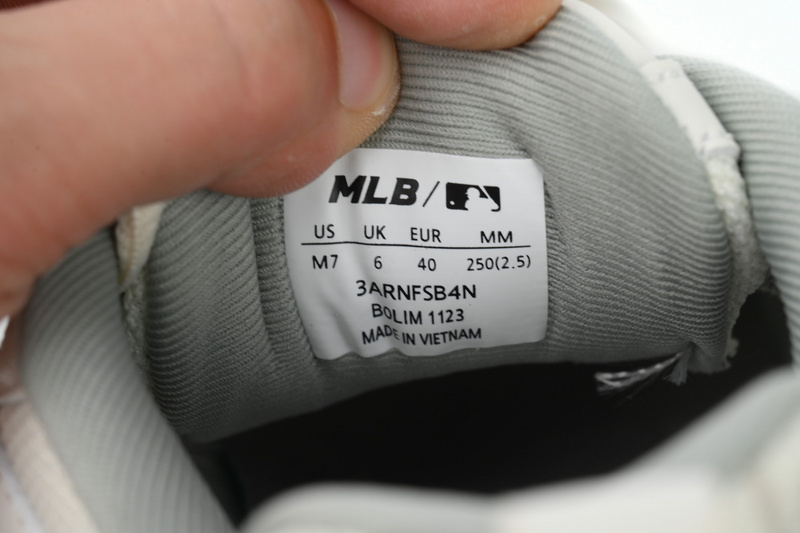 MLB/
US UK EUR MM
M7 6 40 250(2.5)
3ARNFSB4N
BOLIM 1123
MADE IN VIETNAM